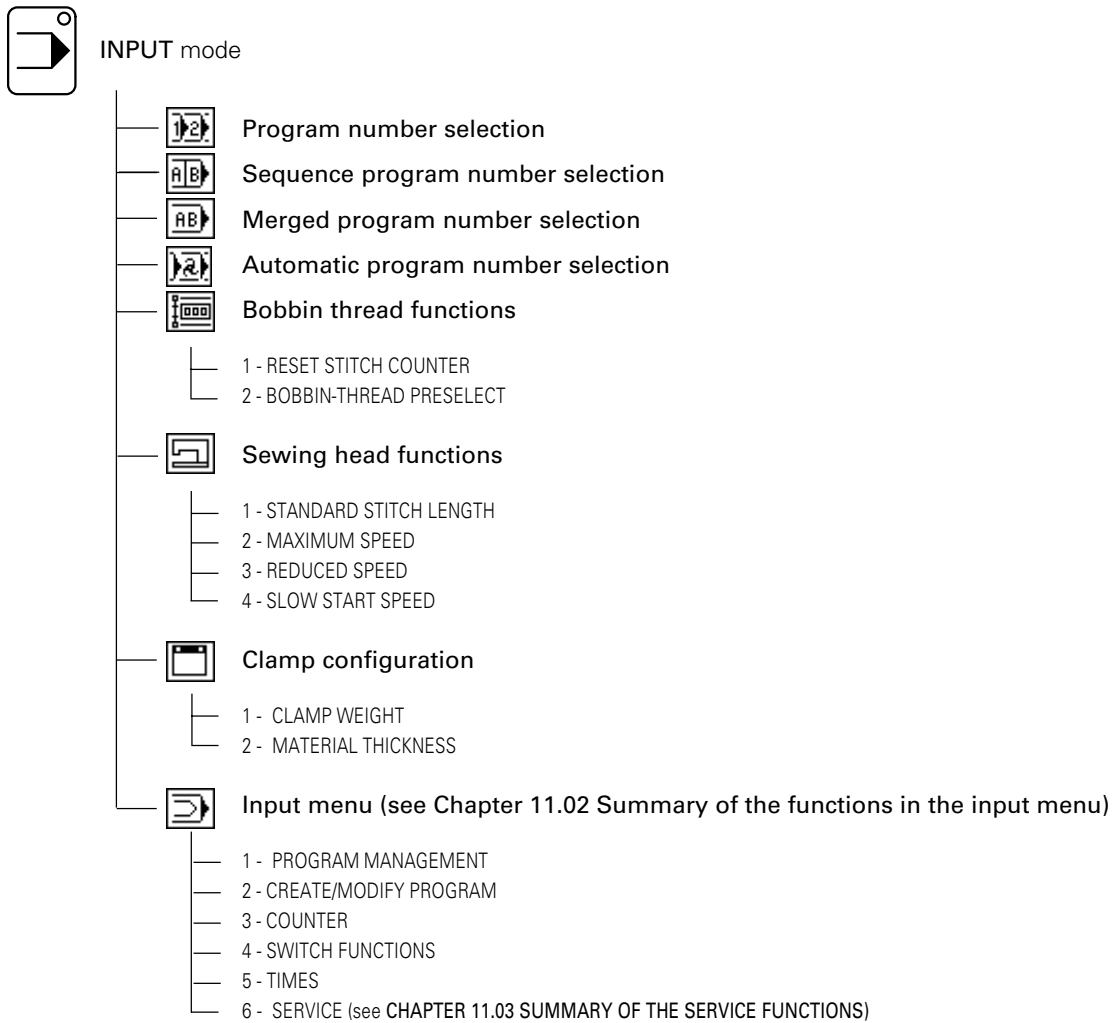 INPUT mode
1 2
Program number selection
A B
Sequence program number selection
AB
Merged program number selection
a
Automatic program number selection
Bobbin thread functions
1 - RESET STITCH COUNTER
2 - BOBBIN-THREAD PRESELECT
Sewing head functions
1 - STANDARD STITCH LENGTH
2 - MAXIMUM SPEED
3 - REDUCED SPEED
4 - SLOW START SPEED
Clamp configuration
1 - CLAMP WEIGHT
2 - MATERIAL THICKNESS
Input menu (see Chapter 11.02 Summary of the functions in the input menu)
1 - PROGRAM MANAGEMENT
2 - CREATE/MODIFY PROGRAM
3 - COUNTER
4 - SWITCH FUNCTIONS
5 - TIMES
6 - SERVICE (see CHAPTER 11.03 SUMMARY OF THE SERVICE FUNCTIONS)